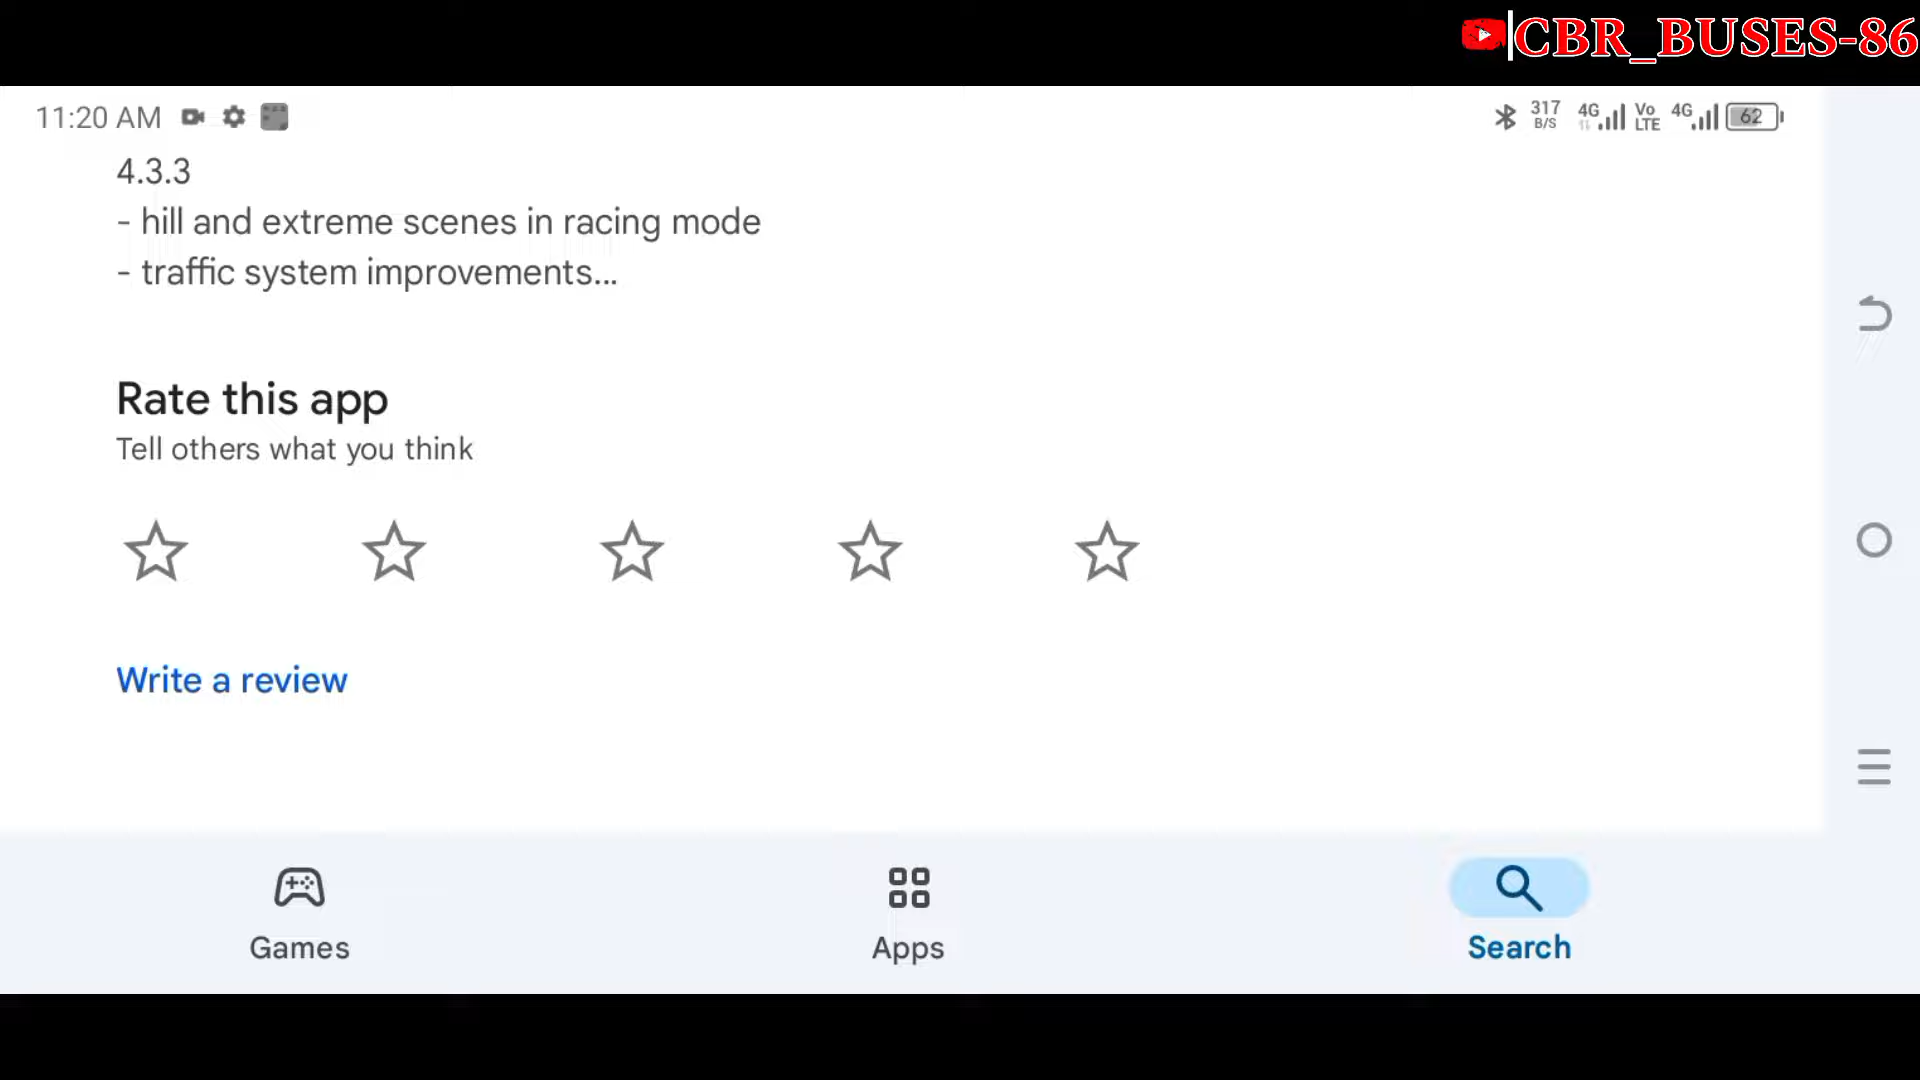 CBR_BUSES-86
11:20 AM
317 B/S 4G Vo LTE 4G 62
4.3.3
- hill and extreme scenes in racing mode
- traffic system improvements...
Rate this app
Tell others what you think
Write a review
Games
Apps
Search